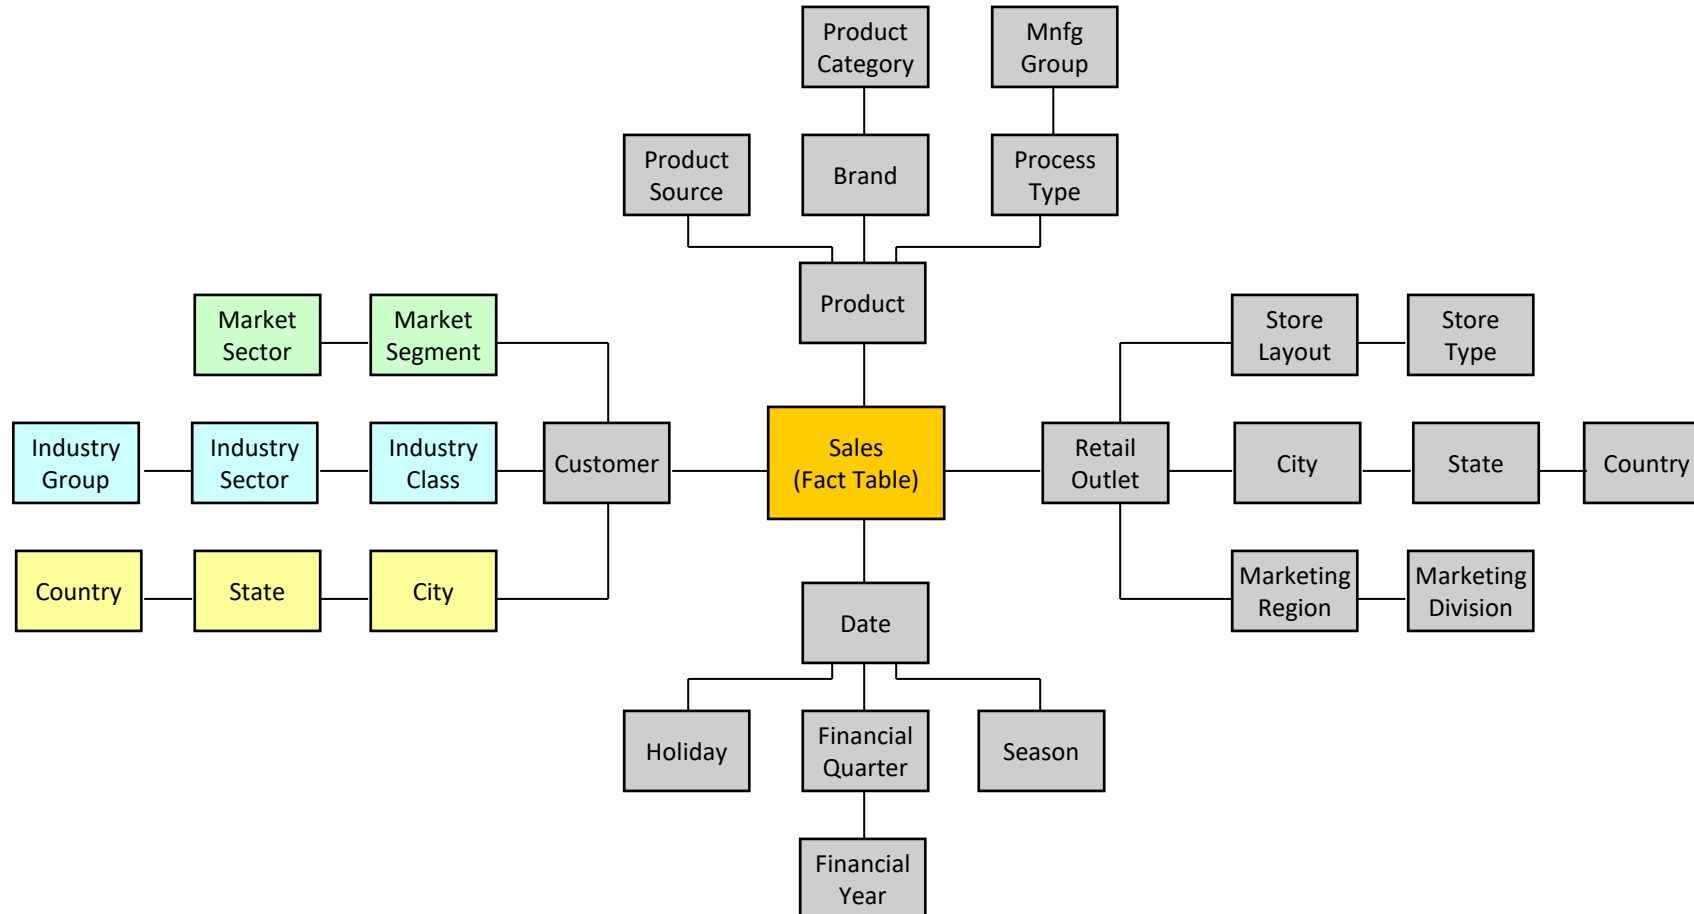 Product
Category
Mnfg
Group
Product
Source
Brand
Process
Type
Product
Market
Sector
Market
Segment
Store
Layout
Store
Type
Industry
Group
Industry
Sector
Industry
Class
Customer
Sales
(Fact Table)
Retail
Outlet
City
State
Country
Country
State
City
Date
Marketing
Region
Marketing
Division
Holiday
Financial
Quarter
Season
Financial
Year